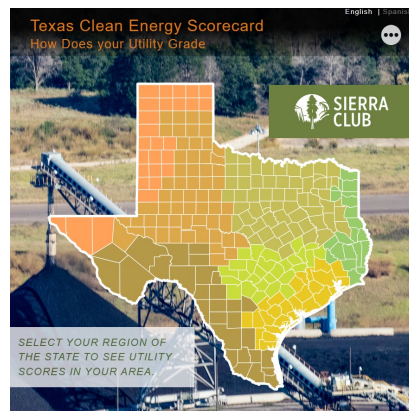 English | Spanis
Texas Clean Energy Scorecard
How Does your Utility Grade
SIERRA
CLUB
SELECT YOUR REGION OF
THE STATE TO SEE UTILITY
SCORES IN YOUR AREA.